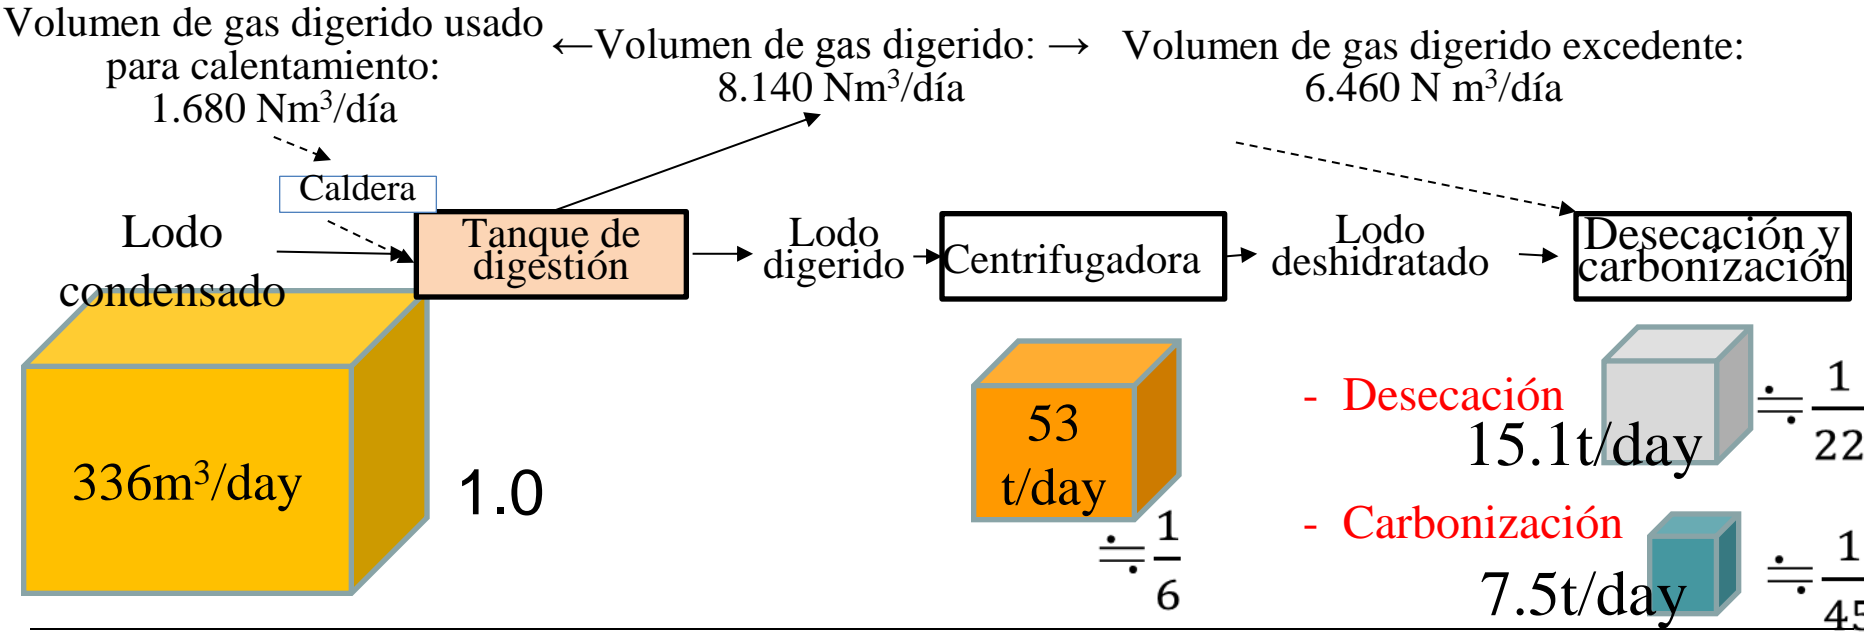 Volumen de gas digerido usado
para calentamiento:
1.680 Nm³/día
←Volumen de gas digerido: →
8.140 Nm³/día
Volumen de gas digerido excedente:
6.460 N m³/día
Caldera
Lodo
condensado
Tanque de
digestión
Lodo
digerido
Centrifugadora
Lodo
deshidratado
Desecación y
carbonización
336m³/day
1.0
53
t/day
≒1/6
- Desecación
15.1t/day
≒1/22
- Carbonización
7.5t/day
≒1/45